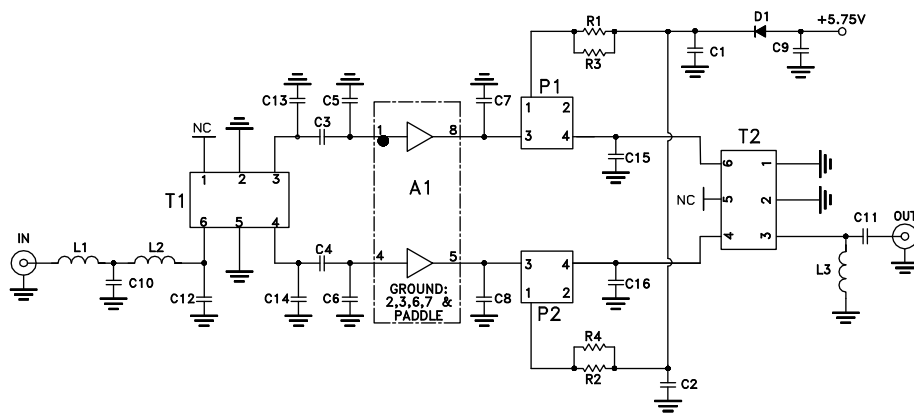 R1
R3
D1
+5.75V
C1
C9
C13
C5
C7
P1
1 2
3 4
NC
C3
1
8
C15
T2
6 1
5 2
4 3
NC
T1
1 2 3
6 5 4
A1
C11
OUT
IN
L1
L2
C10
C12
C4
4
5
C14
C6
GROUND:
2,3,6,7 &
PADDLE
C8
3 4
1 2
P2
C16
L3
R4
R2
C2